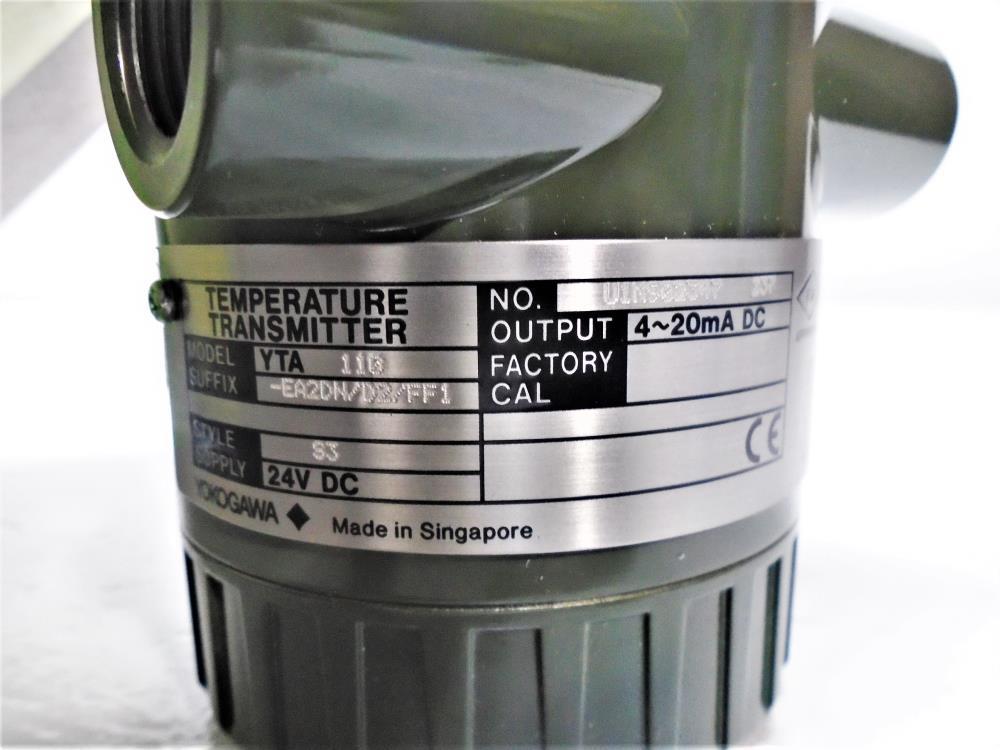 TEMPERATURE
TRANSMITTER
MODEL YTA 110
SUFFIX -EA2DN/D2/FF1
STYLE S3
SUPPLY 24V DC
NO.
OUTPUT 4~20mA DC
FACTORY
CAL
CE
YOKOGAWA
Made in Singapore